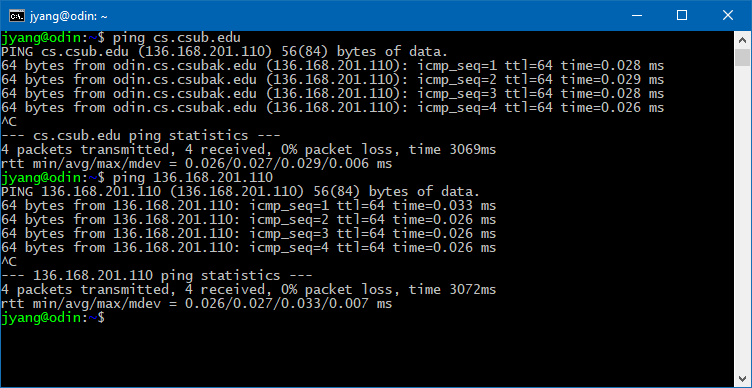 jyang@odin: ~
jyang@odin:~$ ping cs.csub.edu
PING cs.csub.edu (136.168.201.110) 56(84) bytes of data.
64 bytes from odin.cs.csubak.edu (136.168.201.110): icmp_seq=1 ttl=64 time=0.028 ms
64 bytes from odin.cs.csubak.edu (136.168.201.110): icmp_seq=2 ttl=64 time=0.029 ms
64 bytes from odin.cs.csubak.edu (136.168.201.110): icmp_seq=3 ttl=64 time=0.028 ms
64 bytes from odin.cs.csubak.edu (136.168.201.110): icmp_seq=4 ttl=64 time=0.026 ms
^C
--- cs.csub.edu ping statistics ---
4 packets transmitted, 4 received, 0% packet loss, time 3069ms
rtt min/avg/max/mdev = 0.026/0.027/0.029/0.006 ms
jyang@odin:~$ ping 136.168.201.110
PING 136.168.201.110 (136.168.201.110) 56(84) bytes of data.
64 bytes from 136.168.201.110: icmp_seq=1 ttl=64 time=0.033 ms
64 bytes from 136.168.201.110: icmp_seq=2 ttl=64 time=0.026 ms
64 bytes from 136.168.201.110: icmp_seq=3 ttl=64 time=0.026 ms
64 bytes from 136.168.201.110: icmp_seq=4 ttl=64 time=0.026 ms
^C
--- 136.168.201.110 ping statistics ---
4 packets transmitted, 4 received, 0% packet loss, time 3072ms
rtt min/avg/max/mdev = 0.026/0.027/0.033/0.007 ms
jyang@odin:~$